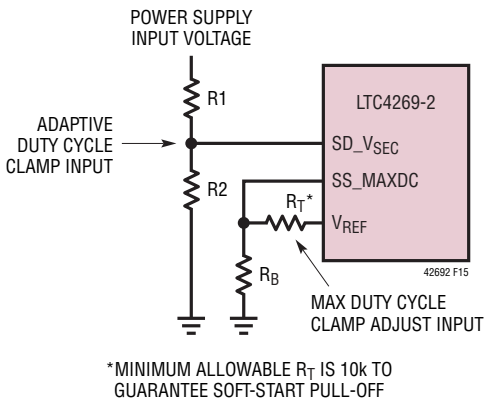 POWER SUPPLY
INPUT VOLTAGE
R1
LTC4269-2
ADAPTIVE
DUTY CYCLE
CLAMP INPUT
SD_VSEC
R2
SS_MAXDC
RT*
VREF
RB
42692 F15
MAX DUTY CYCLE
CLAMP ADJUST INPUT
*MINIMUM ALLOWABLE RT IS 10k TO
GUARANTEE SOFT-START PULL-OFF